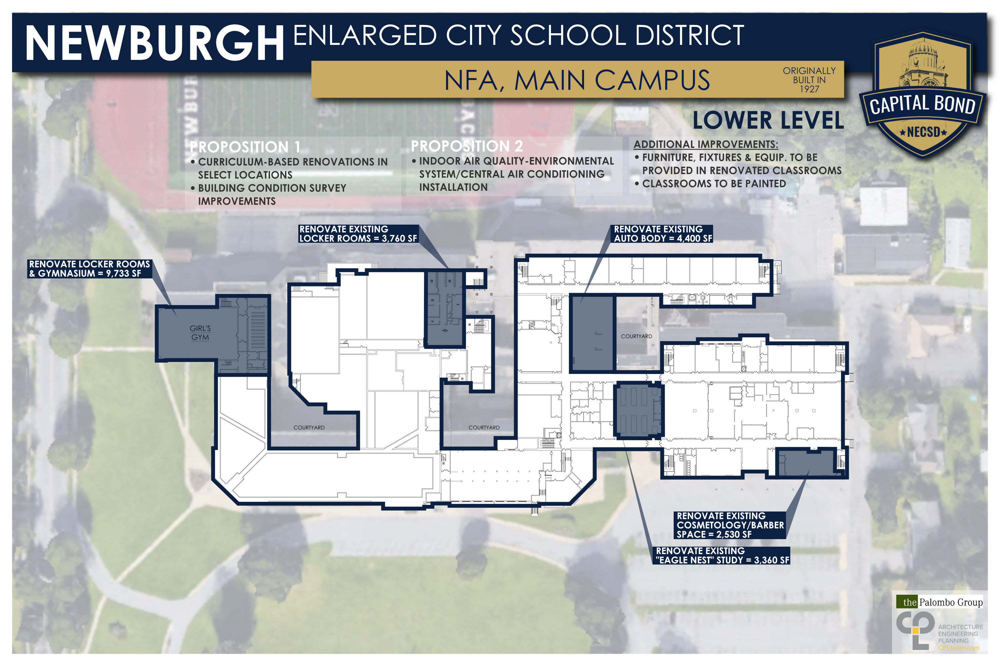 NEWBURGH ENLARGED CITY SCHOOL DISTRICT
NFA, MAIN CAMPUS
ORIGINALLY
BUILT IN
1927
CAPITAL BOND
★NECSD★
LOWER LEVEL
PROPOSITION 1
• CURRICULUM-BASED RENOVATIONS IN
SELECT LOCATIONS
• BUILDING CONDITION SURVEY
IMPROVEMENTS
PROPOSITION 2
• INDOOR AIR QUALITY-ENVIRONMENTAL
SYSTEM/CENTRAL AIR CONDITIONING
INSTALLATION
ADDITIONAL IMPROVEMENTS:
• FURNITURE, FIXTURES & EQUIP. TO BE
PROVIDED IN RENOVATED CLASSROOMS
• CLASSROOMS TO BE PAINTED
RENOVATE EXISTING
LOCKER ROOMS = 3,760 SF
RENOVATE EXISTING
AUTO BODY = 4,400 SF
RENOVATE LOCKER ROOMS
& GYMNASIUM = 9,733 SF
GIRL'S
GYM
COURTYARD
COURTYARD
COURTYARD
RENOVATE EXISTING
COSMETOLOGY/BARBER
SPACE = 2,530 SF
RENOVATE EXISTING
"EAGLE NEST" STUDY = 3,360 SF
the Palombo Group
CPL
ARCHITECTURE
ENGINEERING
PLANNING
CPLteam.com